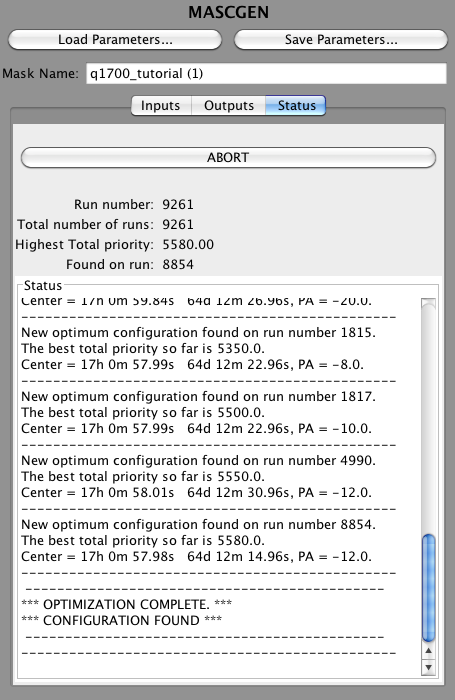 MASCGEN
Load Parameters... Save Parameters...
Mask Name: q1700_tutorial (1)
Inputs Outputs Status
ABORT
Run number: 9261
Total number of runs: 9261
Highest Total priority: 5580.00
Found on run: 8854
Status
Center = 17h 0m 59.84s 64d 12m 26.96s, PA = -20.0.
------------------------------------------------
New optimum configuration found on run number 1815.
The best total priority so far is 5350.0.
Center = 17h 0m 57.99s 64d 12m 22.96s, PA = -8.0.
------------------------------------------------
New optimum configuration found on run number 1817.
The best total priority so far is 5500.0.
Center = 17h 0m 57.99s 64d 12m 22.96s, PA = -10.0.
------------------------------------------------
New optimum configuration found on run number 4990.
The best total priority so far is 5550.0.
Center = 17h 0m 58.01s 64d 12m 30.96s, PA = -12.0.
------------------------------------------------
New optimum configuration found on run number 8854.
The best total priority so far is 5580.0.
Center = 17h 0m 57.98s 64d 12m 14.96s, PA = -12.0.
------------------------------------------------
----------------------------------------------
*** OPTIMIZATION COMPLETE. ***
*** CONFIGURATION FOUND ***
----------------------------------------------
------------------------------------------------